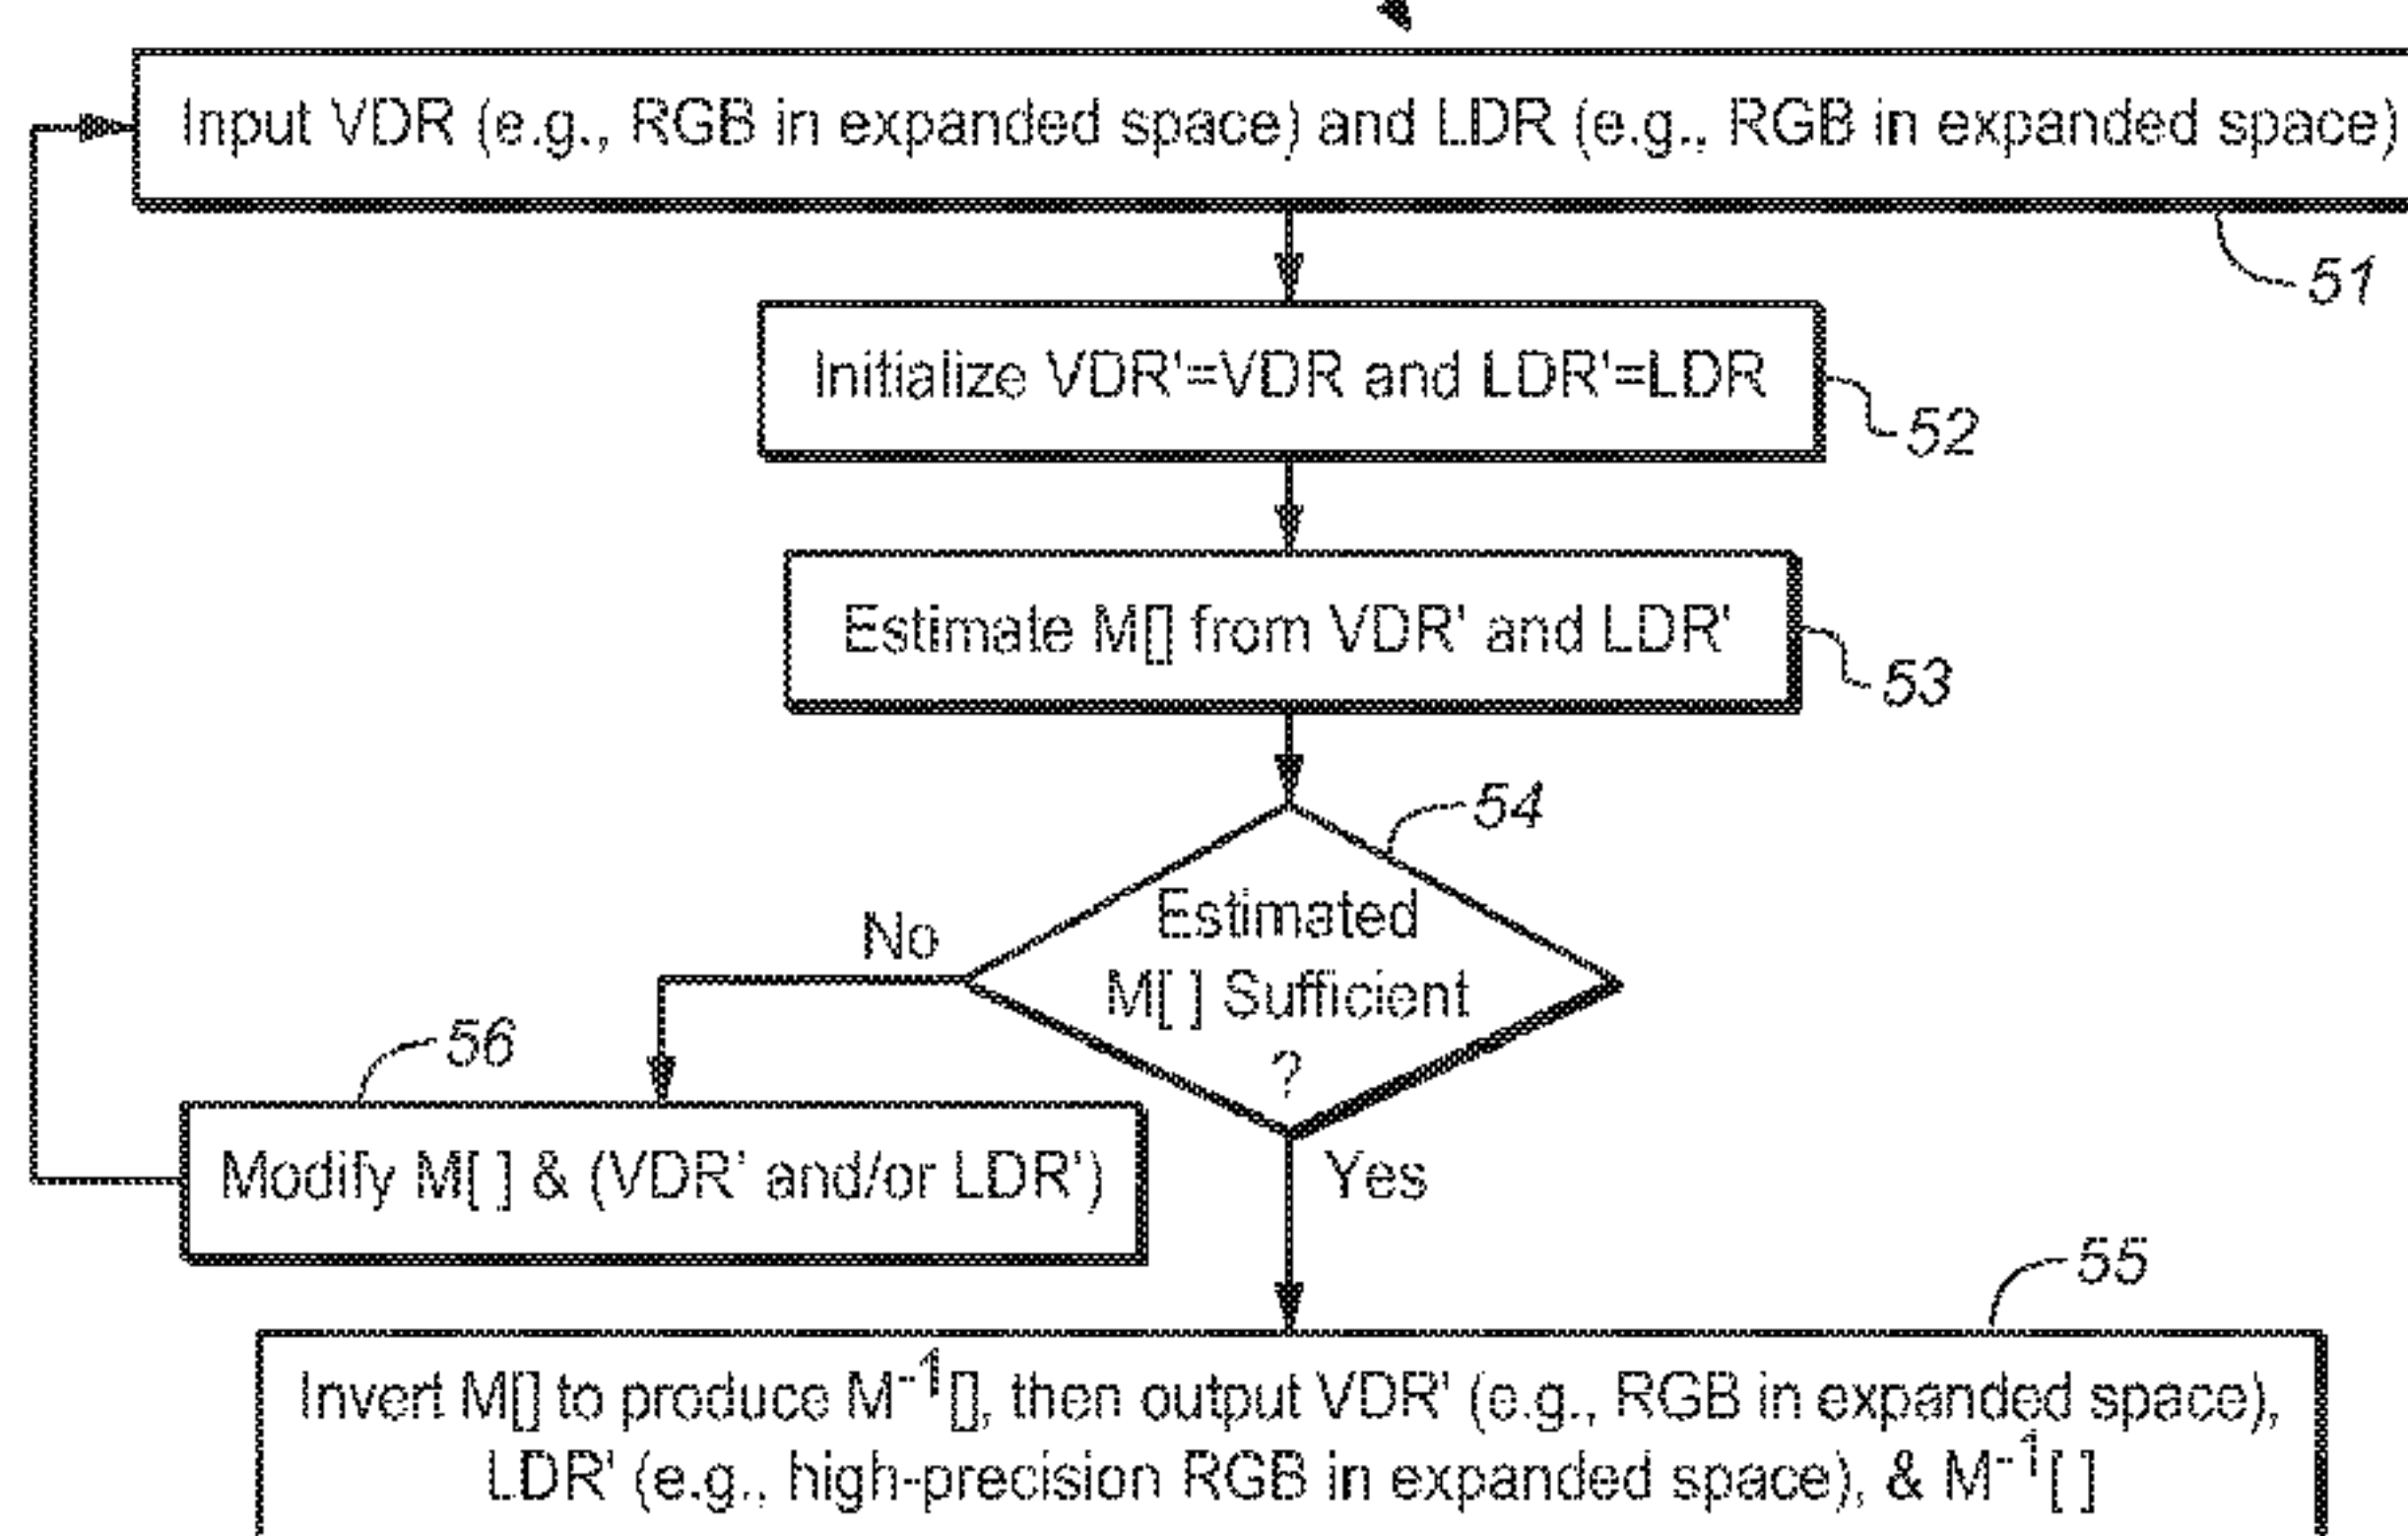 Input VDR (e.g., RGB in expanded space) and LDR (e.g., RGB in expanded space)
51
Initialize VDR'=VDR and LDR'=LDR
52
Estimate M[] from VDR' and LDR'
53
54
Estimated
M[ ] Sufficient
?
No
56
Modify M[ ] & (VDR' and/or LDR')
Yes
55
Invert M[] to produce M⁻¹[], then output VDR' (e.g., RGB in expanded space),
LDR' (e.g., high-precision RGB in expanded space), & M⁻¹[ ]